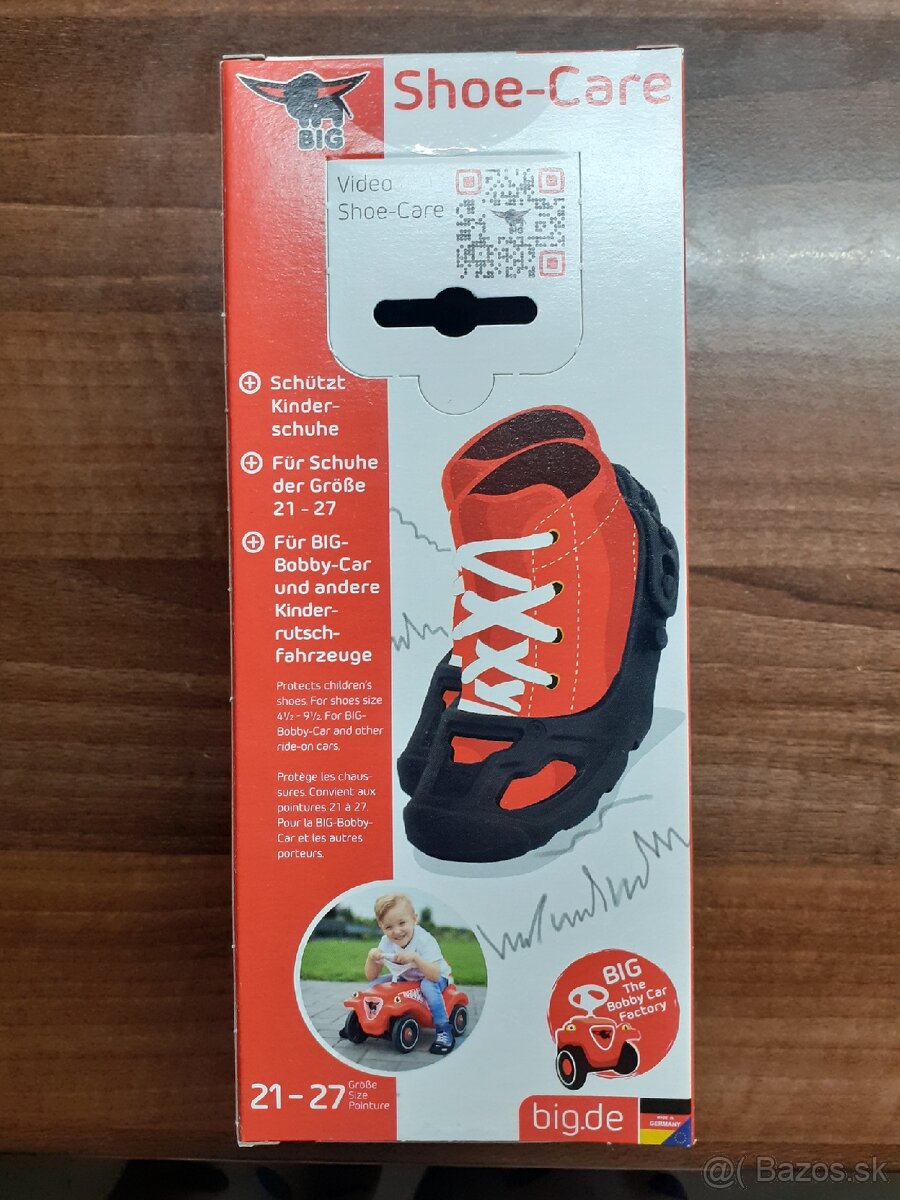 BIG
Shoe-Care
Video
Shoe-Care
Schützt
Kinder-
schuhe
Für Schuhe
der Größe
21 - 27
Für BIG-
Bobby-Car
und andere
Kinder-
rutsch-
fahrzeuge
Protects children's
shoes. For shoes size
4½ - 9½. For BIG-
Bobby-Car and other
ride-on cars.
Protège les chaus-
sures. Convient aux
pointures 21 à 27.
Pour la BIG-Bobby-
Car et les autres
porteurs.
BIG
The
Bobby Car
Factory
21 - 27
Größe
Size
Pointure
big.de
MADE IN
GERMANY
@( Bazos.sk